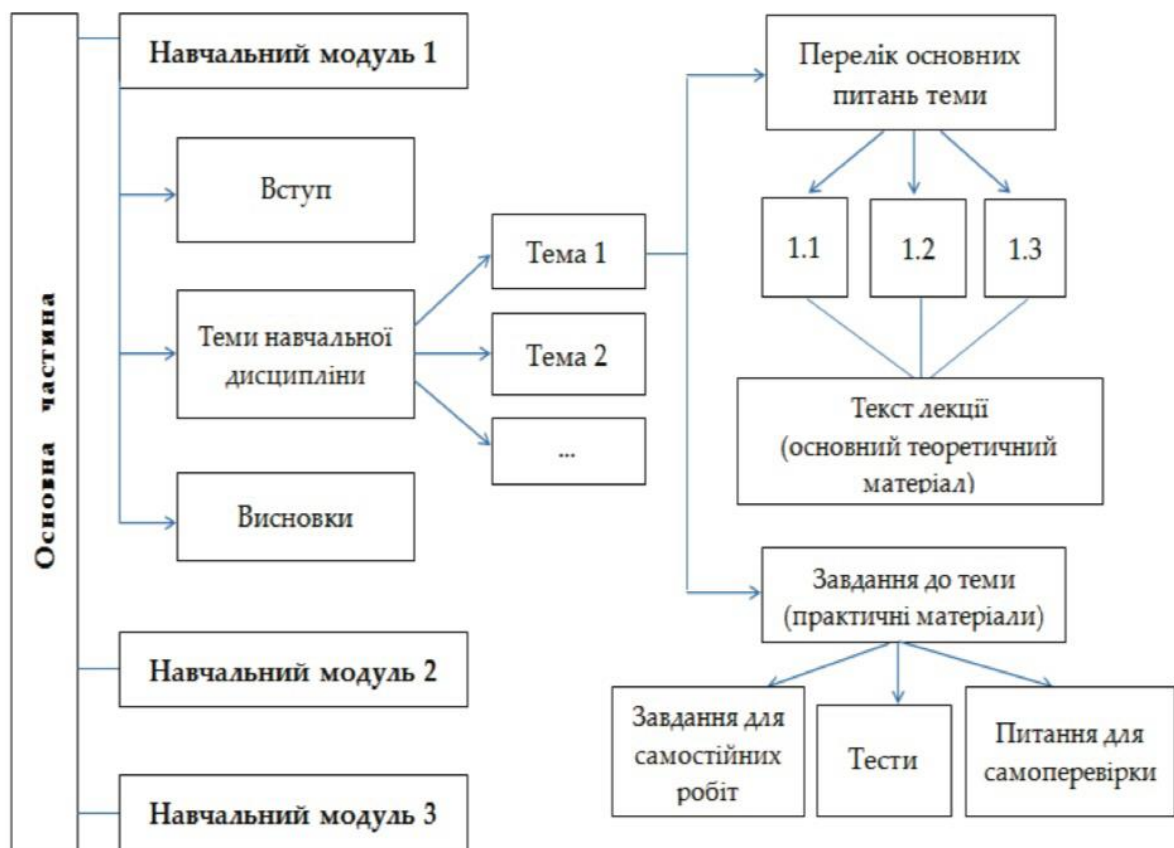 Основна частина
Навчальний модуль 1
Вступ
Теми навчальної
дисципліни
Висновки
Навчальний модуль 2
Навчальний модуль 3
Тема 1
Тема 2
...
Перелік основних
питань теми
1.1
1.2
1.3
Текст лекції
(основний теоретичний
матеріал)
Завдання до теми
(практичні матеріали)
Завдання для
самостійних
робіт
Тести
Питання для
самоперевірки